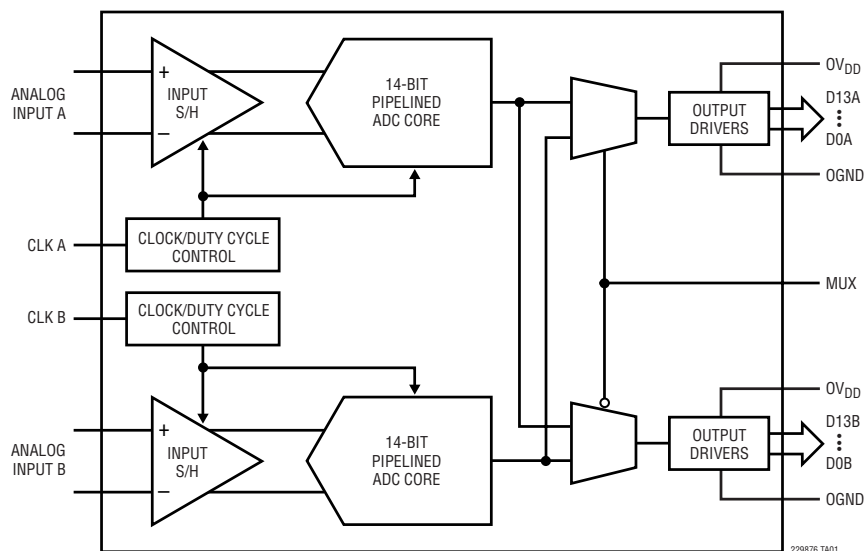 ANALOG
INPUT A
+
−
INPUT
S/H
14-BIT
PIPELINED
ADC CORE
OUTPUT
DRIVERS
OVDD
D13A
D0A
OGND
CLK A
CLOCK/DUTY CYCLE
CONTROL
MUX
CLK B
CLOCK/DUTY CYCLE
CONTROL
ANALOG
INPUT B
+
−
INPUT
S/H
14-BIT
PIPELINED
ADC CORE
OUTPUT
DRIVERS
OVDD
D13B
D0B
OGND
229876 TA01